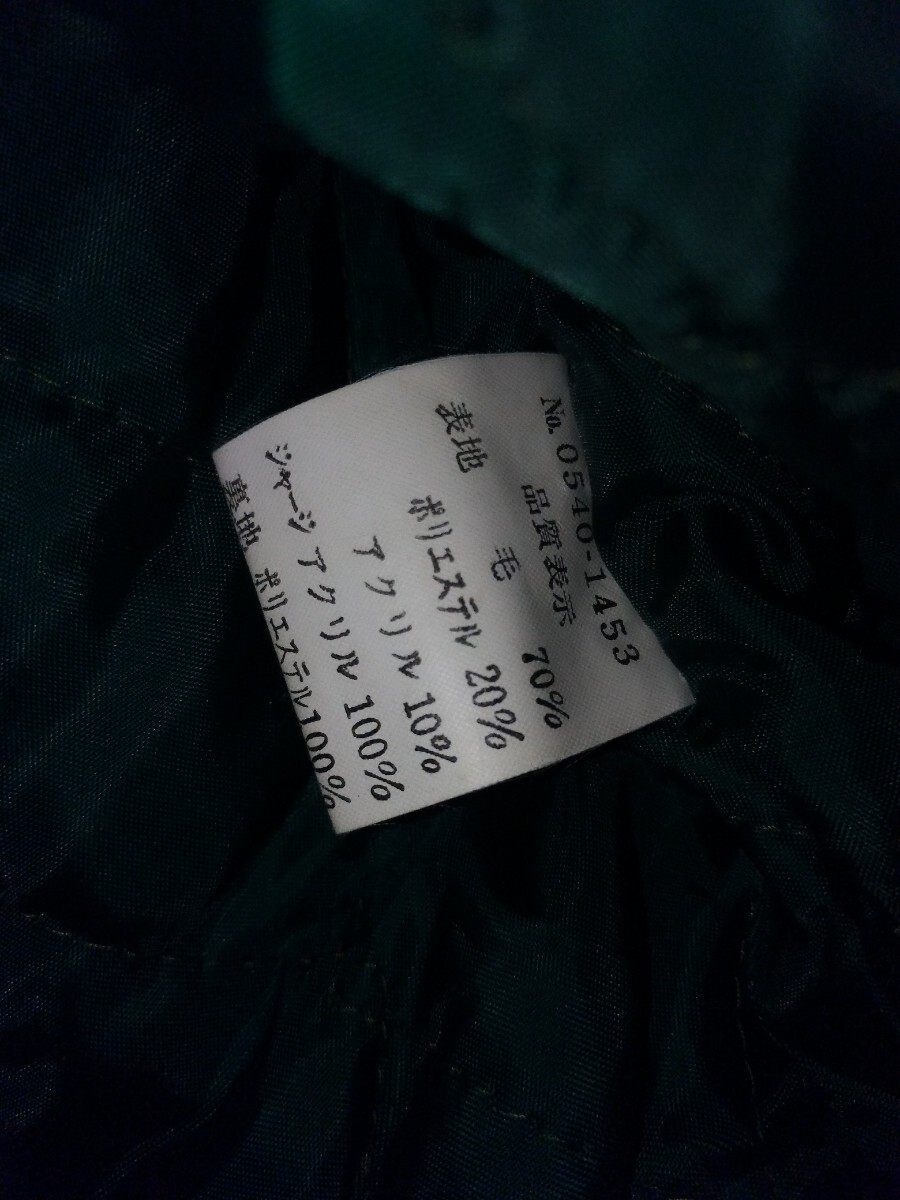 No. 0540-1453
品質表示
表地 毛 70%
ポリエステル 20%
アクリル 10%
ジャージ アクリル 100%
裏地 ポリエステル100%